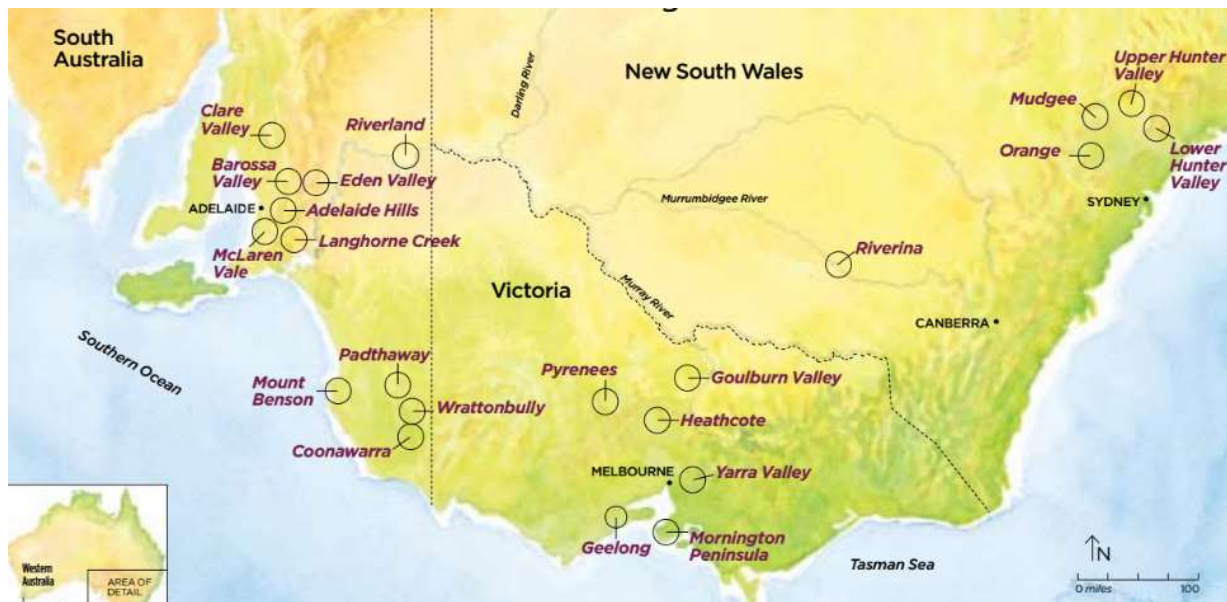 South
Australia
New South Wales
Darling River
Upper Hunter
Valley
Mudgee
Clare
Valley
Riverland
Orange
Lower
Hunter
Valley
Barossa
Valley
Eden Valley
Murrumbidgee River
SYDNEY
ADELAIDE
Adelaide Hills
McLaren
Vale
Langhorne Creek
Riverina
Victoria
Murray River
CANBERRA
Southern Ocean
Padthaway
Mount
Benson
Wrattonbully
Coonawarra
Pyrenees
Goulburn Valley
Heathcote
MELBOURNE
Yarra Valley
Geelong
Mornington
Peninsula
Tasman Sea
Western
Australia
AREA OF
DETAIL
N
0 miles 100